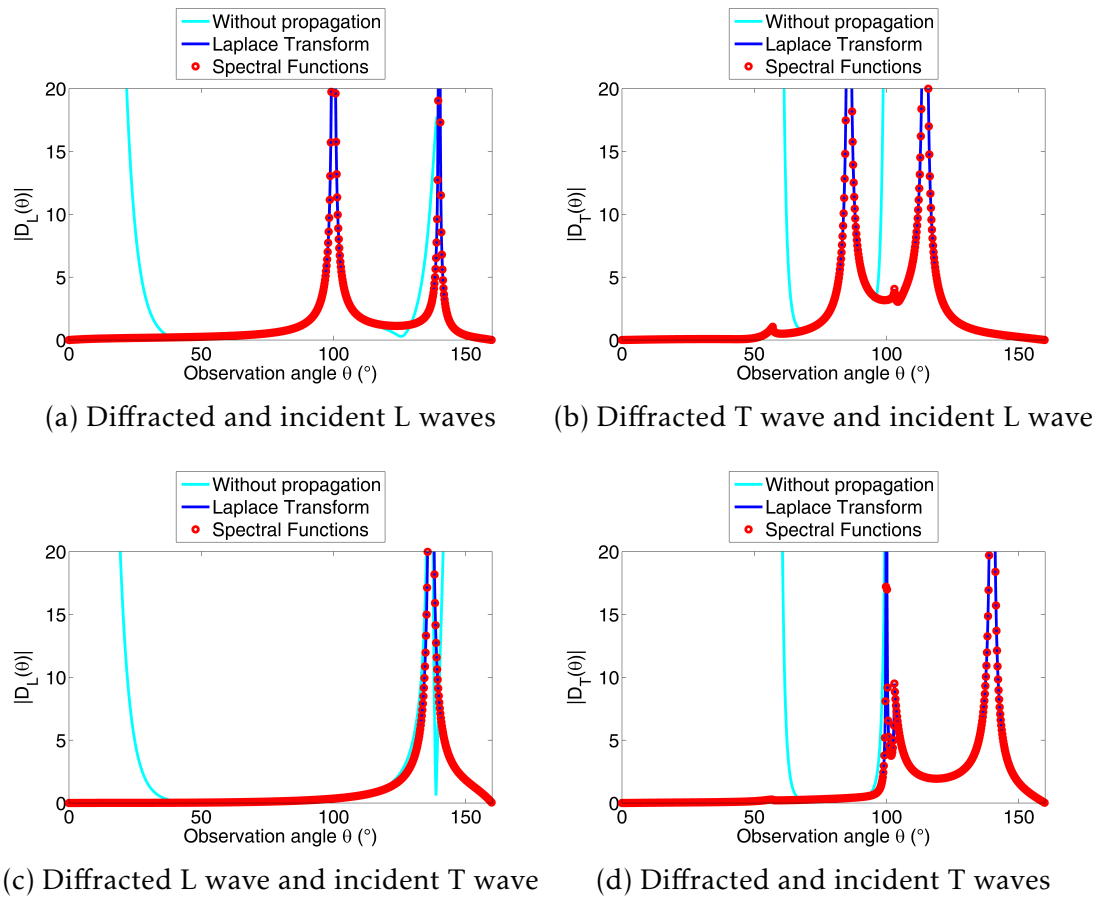 Without propagation
Laplace Transform
Spectral Functions
20
15
10
5
0
|D_L(θ)|
0 50 100 150
Observation angle θ (°)
(a) Diffracted and incident L waves
Without propagation
Laplace Transform
Spectral Functions
20
15
10
5
0
|D_T(θ)|
0 50 100 150
Observation angle θ (°)
(b) Diffracted T wave and incident L wave
Without propagation
Laplace Transform
Spectral Functions
20
15
10
5
0
|D_L(θ)|
0 50 100 150
Observation angle θ (°)
(c) Diffracted L wave and incident T wave
Without propagation
Laplace Transform
Spectral Functions
20
15
10
5
0
|D_T(θ)|
0 50 100 150
Observation angle θ (°)
(d) Diffracted and incident T waves